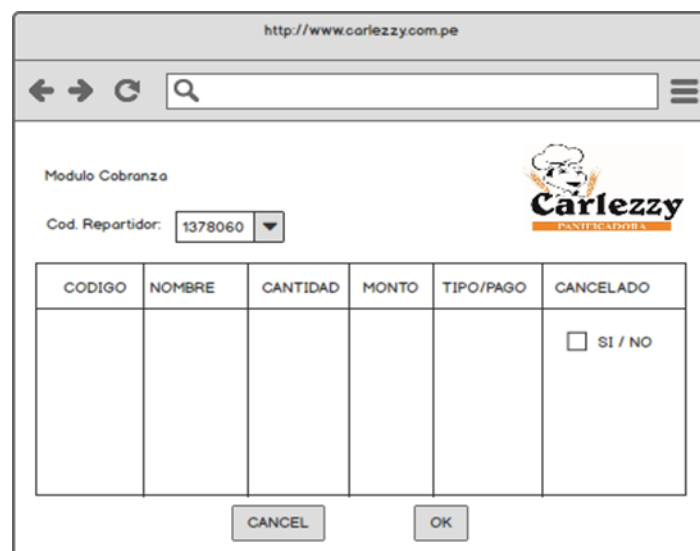 http://www.carlezzy.com.pe
Modulo Cobranza
Carlezzy
PANIFICADORA
Cod. Repartidor: 1378060
CODIGO NOMBRE CANTIDAD MONTO TIPO/PAGO CANCELADO
SI / NO
CANCEL OK